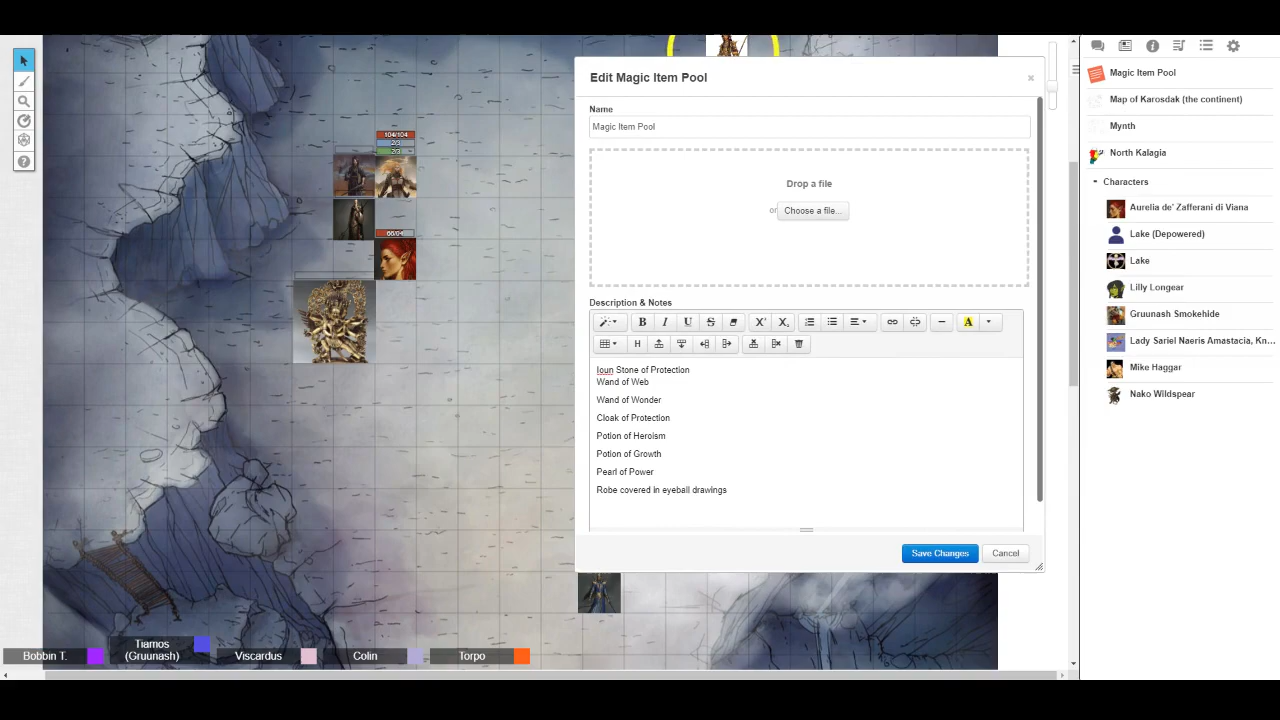 Edit Magic Item Pool
×
Name
Magic Item Pool
Drop a file
or Choose a file...
Description & Notes
B I U S X' X,
H
A
Ioun Stone of Protection
Wand of Web
Wand of Wonder
Cloak of Protection
Potion of Heroism
Potion of Growth
Pearl of Power
Robe covered in eyeball drawings
Save Changes
Cancel
104/104
2/3
2/3
Magic Item Pool
Map of Karosdak (the continent)
Mynth
North Kalagia
Characters
Aurelia de' Zafferani di Viana
Lake (Depowered)
Lake
Lilly Longear
Gruunash Smokehide
Lady Sariel Naeris Amastacia, Kn...
Mike Haggar
Nako Wildspear
Bobbin T.
Tiamos
(Gruunash)
Viscardus
Colin
Torpo